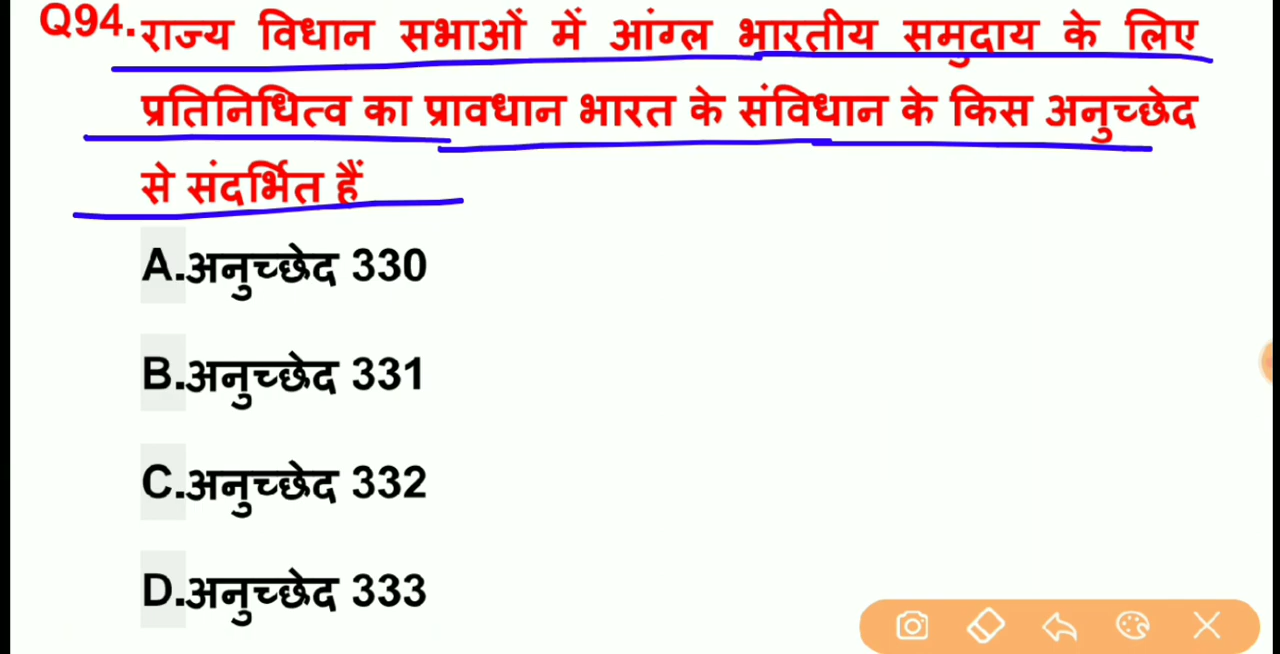 Q94. राज्य विधान सभाओं में आंग्ल भारतीय समुदाय के लिए
प्रतिनिधित्व का प्रावधान भारत के संविधान के किस अनुच्छेद
से संदर्भित हैं
A.अनुच्छेद 330
B.अनुच्छेद 331
C.अनुच्छेद 332
D.अनुच्छेद 333